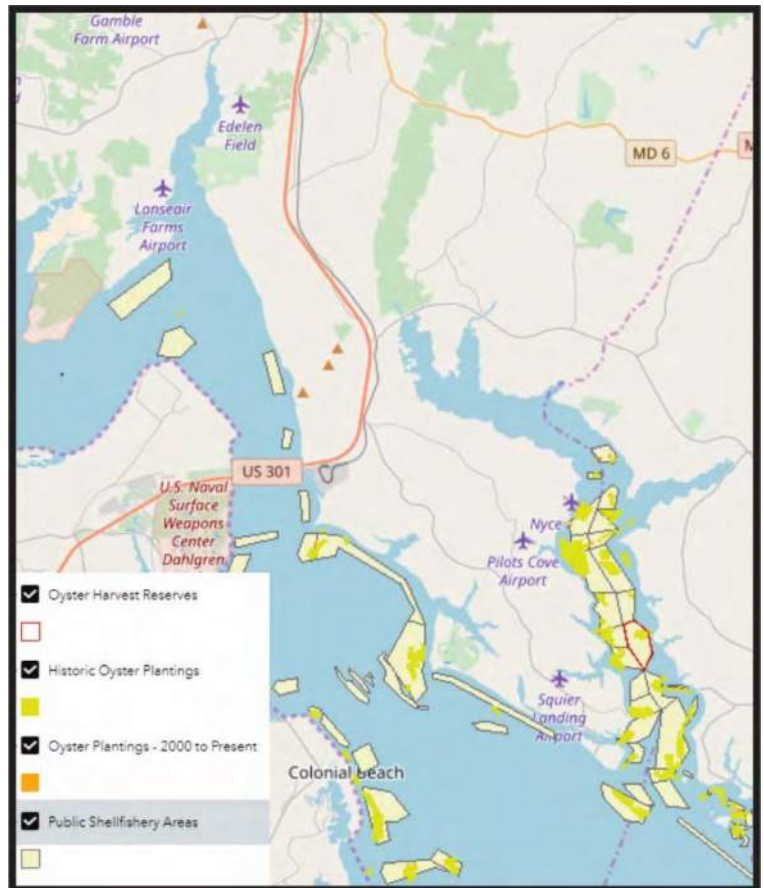 Gamble
Farm Airport
Edelen
Field
MD 6
Lanseair
Farms
Airport
US 301
U.S. Naval
Surface
Weapons
Center
Dahlgren
Nyce
Pilots Cove
Airport
Squier
Landing
Airport
Colonial Beach
Oyster Harvest Reserves
Historic Oyster Plantings
Oyster Plantings - 2000 to Present
Public Shellfishery Areas